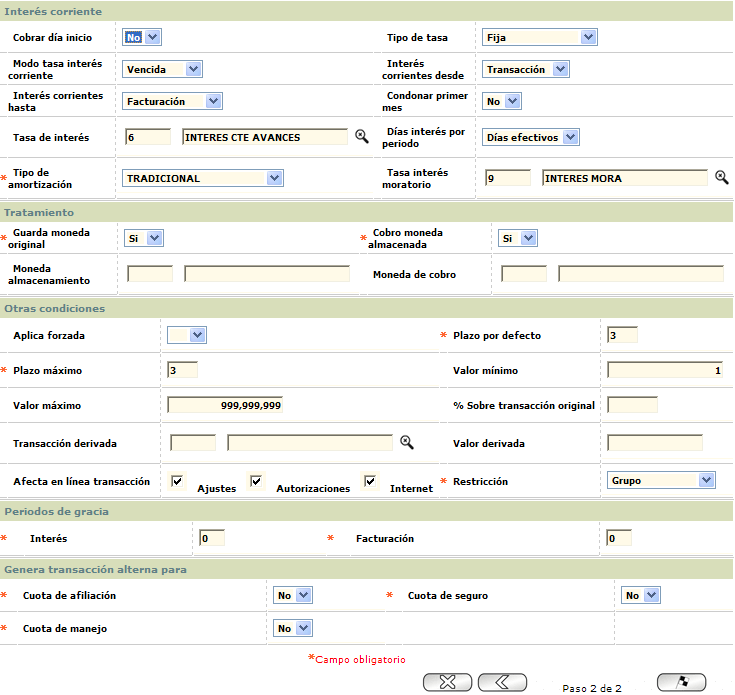 Interés corriente
Cobrar día inicio No Tipo de tasa Fija
Modo tasa interés corriente Vencida Interés corrientes desde Transacción
Interés corrientes hasta Facturación Condonar primer mes No
Tasa de interés 6 INTERES CTE AVANCES Días interés por periodo Días efectivos
* Tipo de amortización TRADICIONAL Tasa interés moratorio 9 INTERES MORA
Tratamiento
* Guarda moneda original Si * Cobro moneda almacenada Si
Moneda almacenamiento Moneda de cobro
Otras condiciones
Aplica forzada * Plazo por defecto 3
* Plazo máximo 3 Valor mínimo 1
Valor máximo 999,999,999 % Sobre transacción original
Transacción derivada Valor derivada
Afecta en línea transacción Ajustes Autorizaciones Internet * Restricción Grupo
Periodos de gracia
* Interés 0 * Facturación 0
Genera transacción alterna para
* Cuota de afiliación No * Cuota de seguro No
* Cuota de manejo No
*Campo obligatorio
Paso 2 de 2